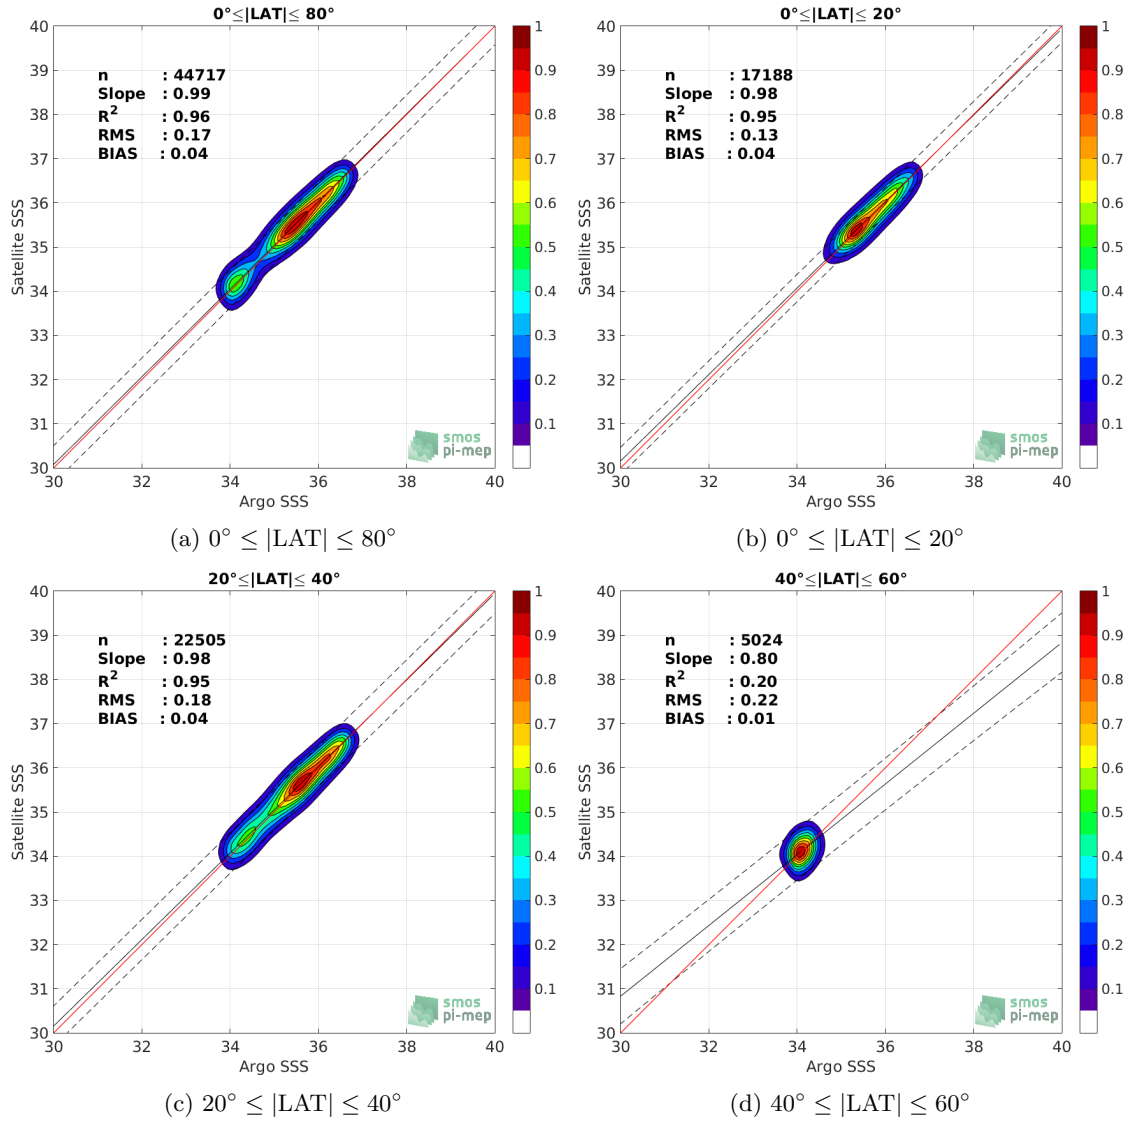 0°≤|LAT|≤ 80°
n : 44717
Slope : 0.99
R2 : 0.96
RMS : 0.17
BIAS : 0.04
40
39
38
37
36
35
34
33
32
31
30
Satellite SSS
30 32 34 36 38 40
Argo SSS
1
0.9
0.8
0.7
0.6
0.5
0.4
0.3
0.2
0.1
smos
pi-mep
(a) 0° ≤ |LAT| ≤ 80°
0°≤|LAT|≤ 20°
n : 17188
Slope : 0.98
R2 : 0.95
RMS : 0.13
BIAS : 0.04
40
39
38
37
36
35
34
33
32
31
30
Satellite SSS
30 32 34 36 38 40
Argo SSS
1
0.9
0.8
0.7
0.6
0.5
0.4
0.3
0.2
0.1
smos
pi-mep
(b) 0° ≤ |LAT| ≤ 20°
20°≤|LAT|≤ 40°
n : 22505
Slope : 0.98
R2 : 0.95
RMS : 0.18
BIAS : 0.04
40
39
38
37
36
35
34
33
32
31
30
Satellite SSS
30 32 34 36 38 40
Argo SSS
1
0.9
0.8
0.7
0.6
0.5
0.4
0.3
0.2
0.1
smos
pi-mep
(c) 20° ≤ |LAT| ≤ 40°
40°≤|LAT|≤ 60°
n : 5024
Slope : 0.80
R2 : 0.20
RMS : 0.22
BIAS : 0.01
40
39
38
37
36
35
34
33
32
31
30
Satellite SSS
30 32 34 36 38 40
Argo SSS
1
0.9
0.8
0.7
0.6
0.5
0.4
0.3
0.2
0.1
smos
pi-mep
(d) 40° ≤ |LAT| ≤ 60°